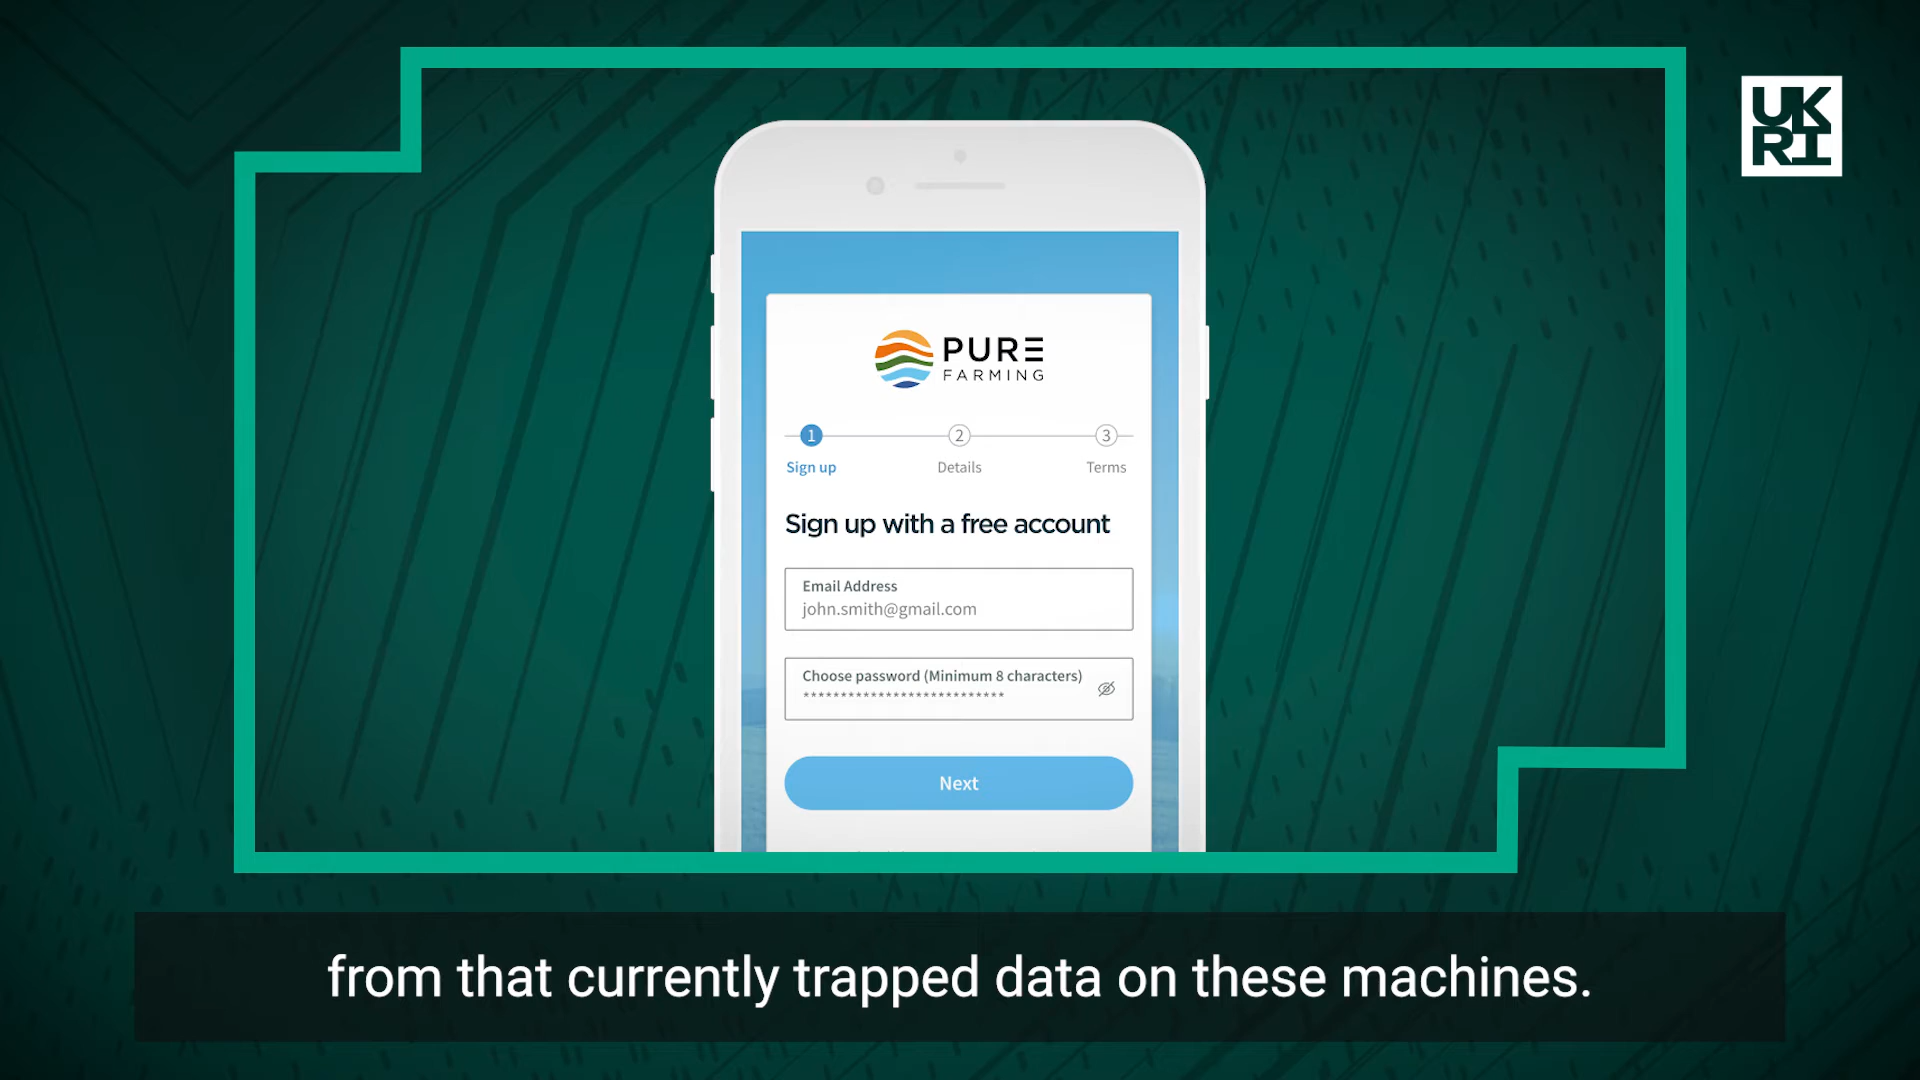 UK
RI
PURE
FARMING
1 2 3
Sign up Details Terms
Sign up with a free account
Email Address
john.smith@gmail.com
Choose password (Minimum 8 characters)
***************************
Next
from that currently trapped data on these machines.